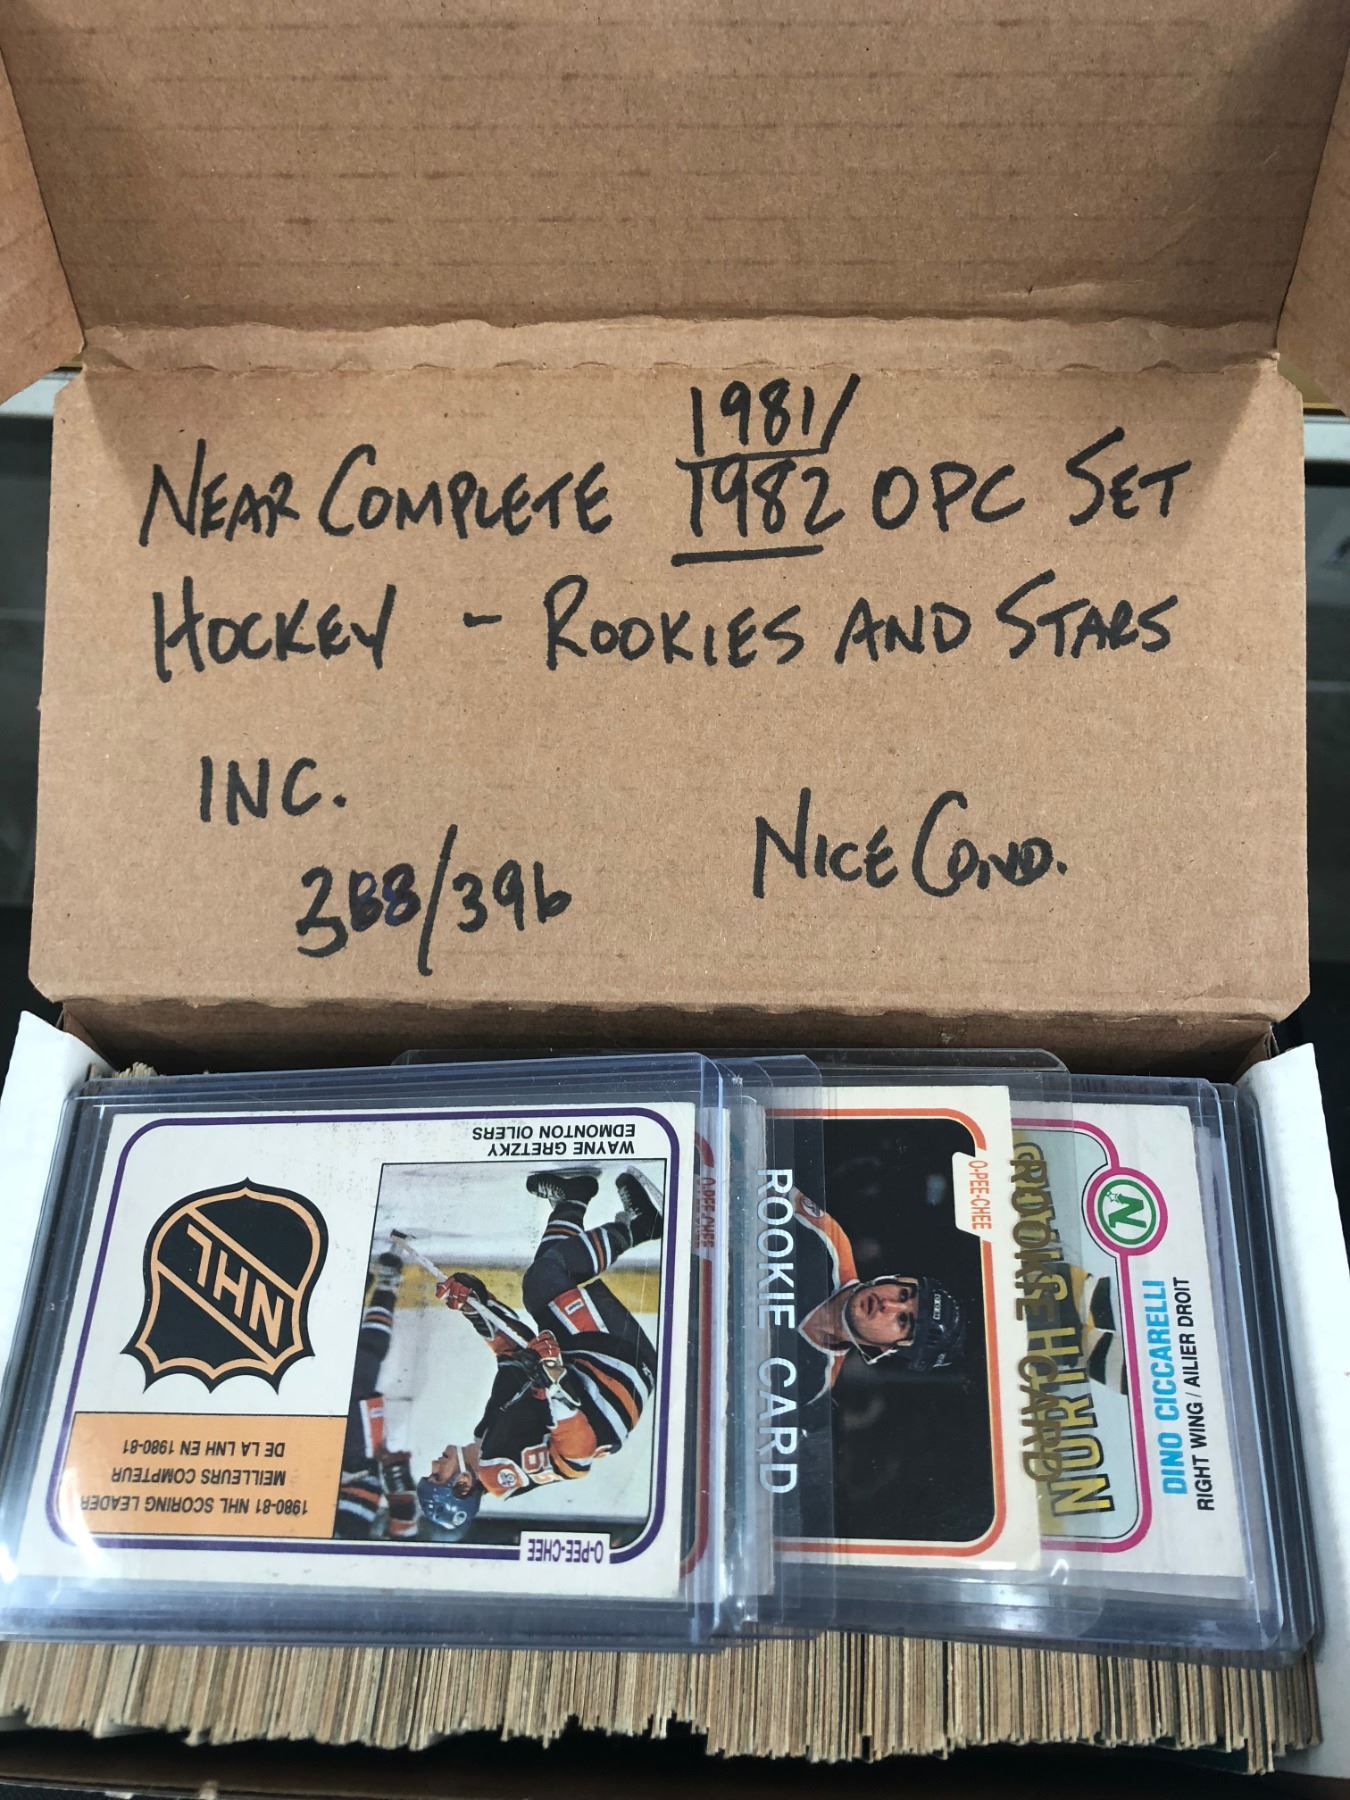 1981/
NEAR COMPLETE 1982 OPC SET
HOCKEY - ROOKIES AND STARS
INC.
388/396
NICE COND.
WAYNE GRETZKY
EDMONTON OILERS
NHL
1980-81 NHL SCORING LEADER
MEILLEURS COMPTEUR
DE LA LNH EN 1980-81
O-PEE-CHEE
O-PEE-CHEE
ROOKIE CARD
O-PEE-CHEE
ROOKIE CARD
NORTH
N
DINO CICCARELLI
RIGHT WING / AILIER DROIT